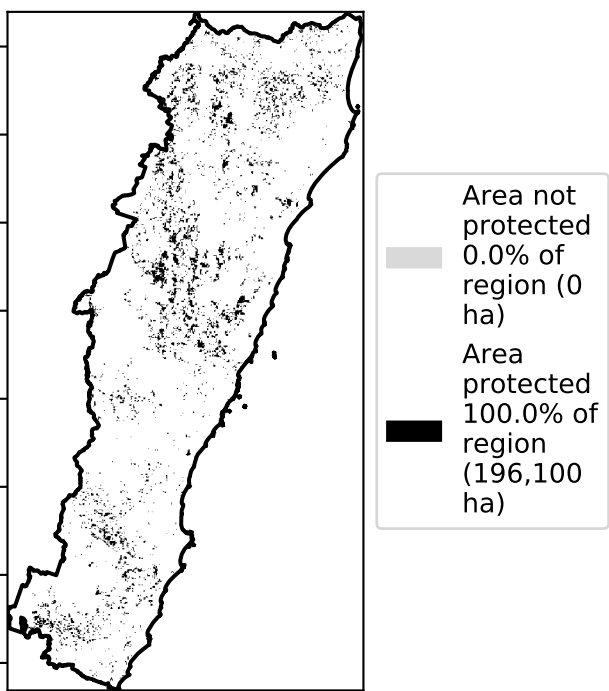 Area not
protected
0.0% of
region (0
ha)
Area
protected
100.0% of
region
(196,100
ha)